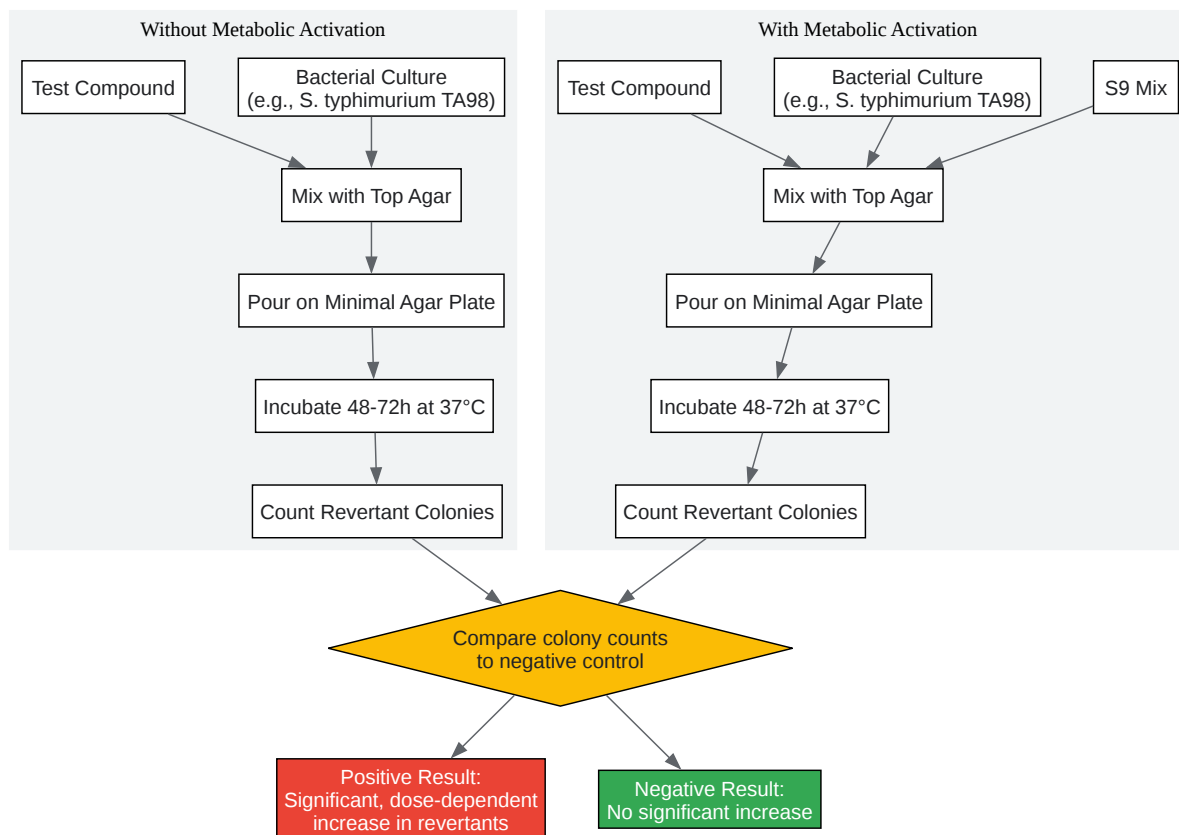 Without Metabolic Activation
Test Compound
Bacterial Culture
(e.g., S. typhimurium TA98)
Mix with Top Agar
Pour on Minimal Agar Plate
Incubate 48-72h at 37°C
Count Revertant Colonies
With Metabolic Activation
Test Compound
Bacterial Culture
(e.g., S. typhimurium TA98)
S9 Mix
Mix with Top Agar
Pour on Minimal Agar Plate
Incubate 48-72h at 37°C
Count Revertant Colonies
Compare colony counts
to negative control
Positive Result:
Significant, dose-dependent
increase in revertants
Negative Result:
No significant increase